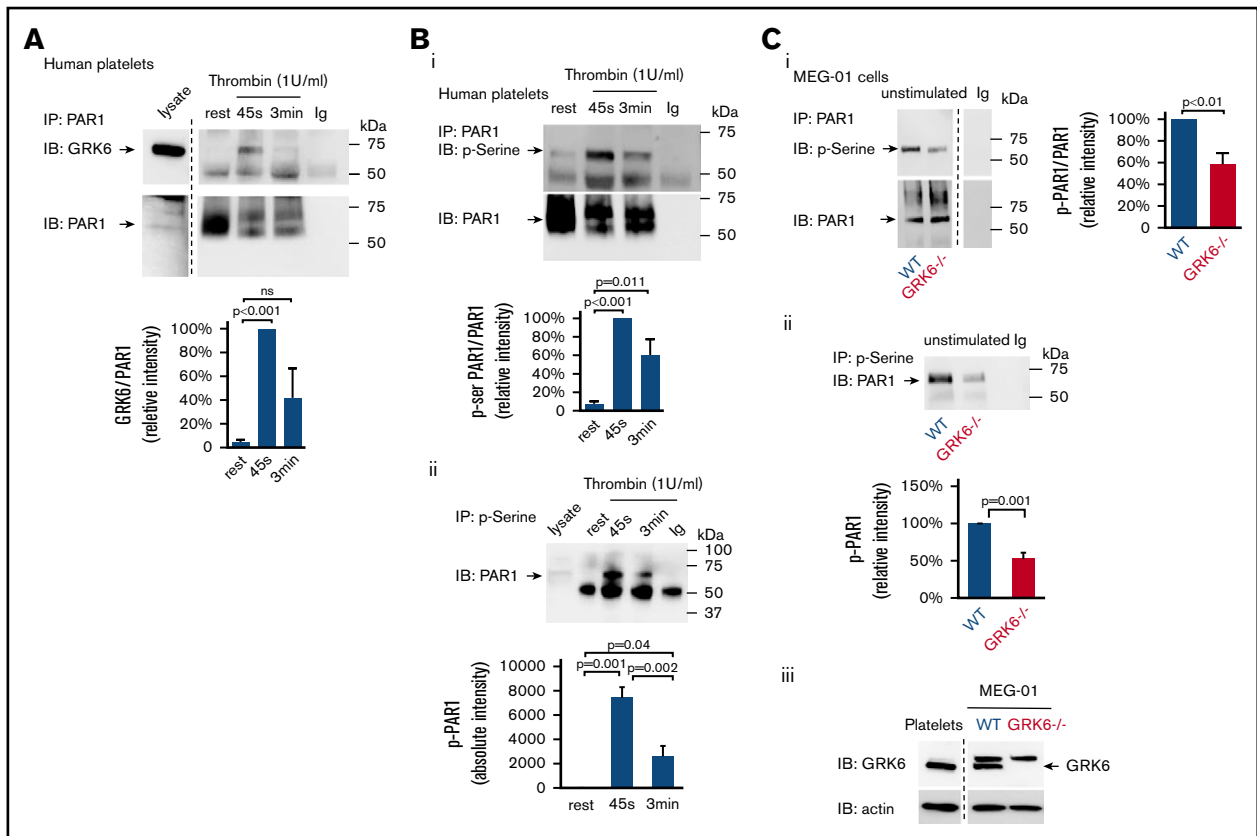 A
Human platelets
Thrombin (1U/ml)
lysate
rest 45s 3min Ig
IP: PAR1
kDa
IB: GRK6
75
50
75
IB: PAR1
50
ns
p<0.001
GRK6/PAR1
(reletive intensity)
100%
80%
60%
40%
20%
0
rest
45s
3min
B
i
Thrombin (1U/ml)
Human platelets
rest 45s 3min Ig
kDa
IP: PAR1
75
IB: p-Serine
50
75
IB: PAR1
50
p=0.011
p<0.001
p-ser PAR1/PAR1
(relative intensity)
100%
80%
60%
40%
20%
0
rest
45s
3min
ii
Thrombin (1U/ml)
IP: p-Serine
lysate
rest
45s
3min
Ig
kDa
100
75
IB: PAR1
50
37
p=0.04
p=0.001
p=0.002
p-PAR1
(absolute intensity)
10000
8000
6000
4000
2000
0
rest 45s 3min
C
i
MEG-01 cells
unstimulated Ig
kDa
IP: PAR1
75
IB: p-Serine
50
75
IB: PAR1
50
WT
GRK6-/-
p<0.01
p-PAR1/PAR1
(relative intensity)
100%
80%
60%
40%
20%
0
WT
GRK6-/-
ii
unstimulated Ig
kDa
IP: p-Serine
75
IB: PAR1
50
WT
GRK6-/-
p-PAR1
(relative intensity)
150%
p=0.001
100%
50%
0%
WT
GRK6-/-
iii
MEG-01
Platelets WT GRK6-/-
IB: GRK6
GRK6
IB: actin